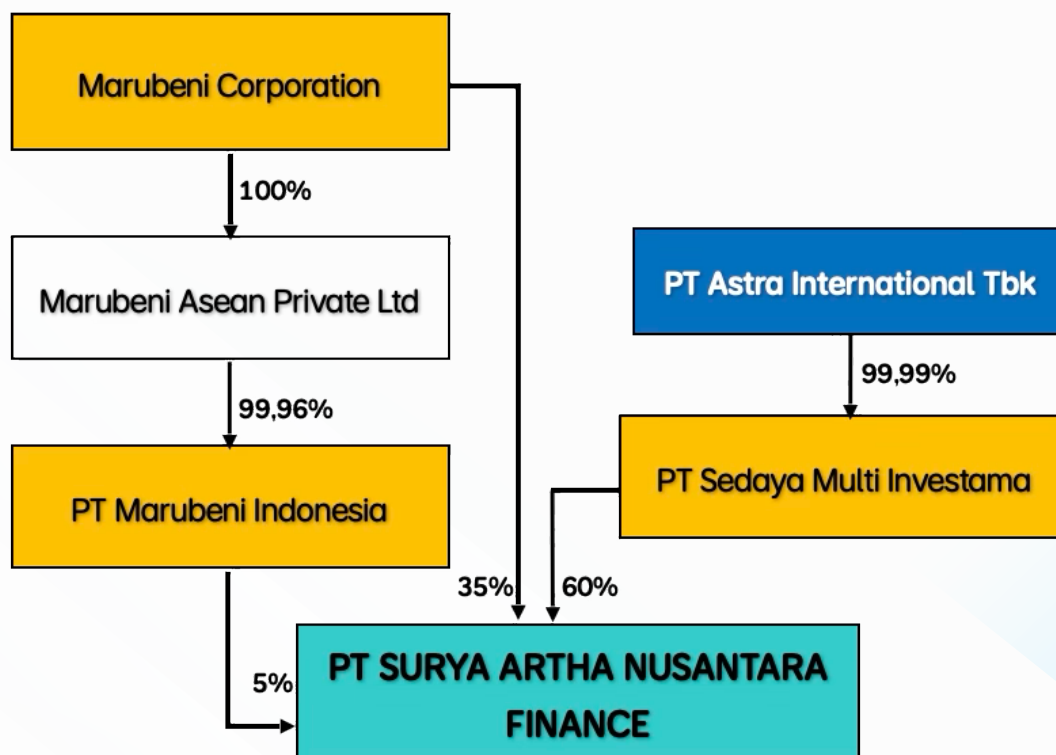 Marubeni Corporation
100%
Marubeni Asean Private Ltd
PT Astra International Tbk
99,99%
99,96%
PT Sedaya Multi Investama
PT Marubeni Indonesia
35%
60%
PT SURYA ARTHA NUSANTARA
FINANCE
5%